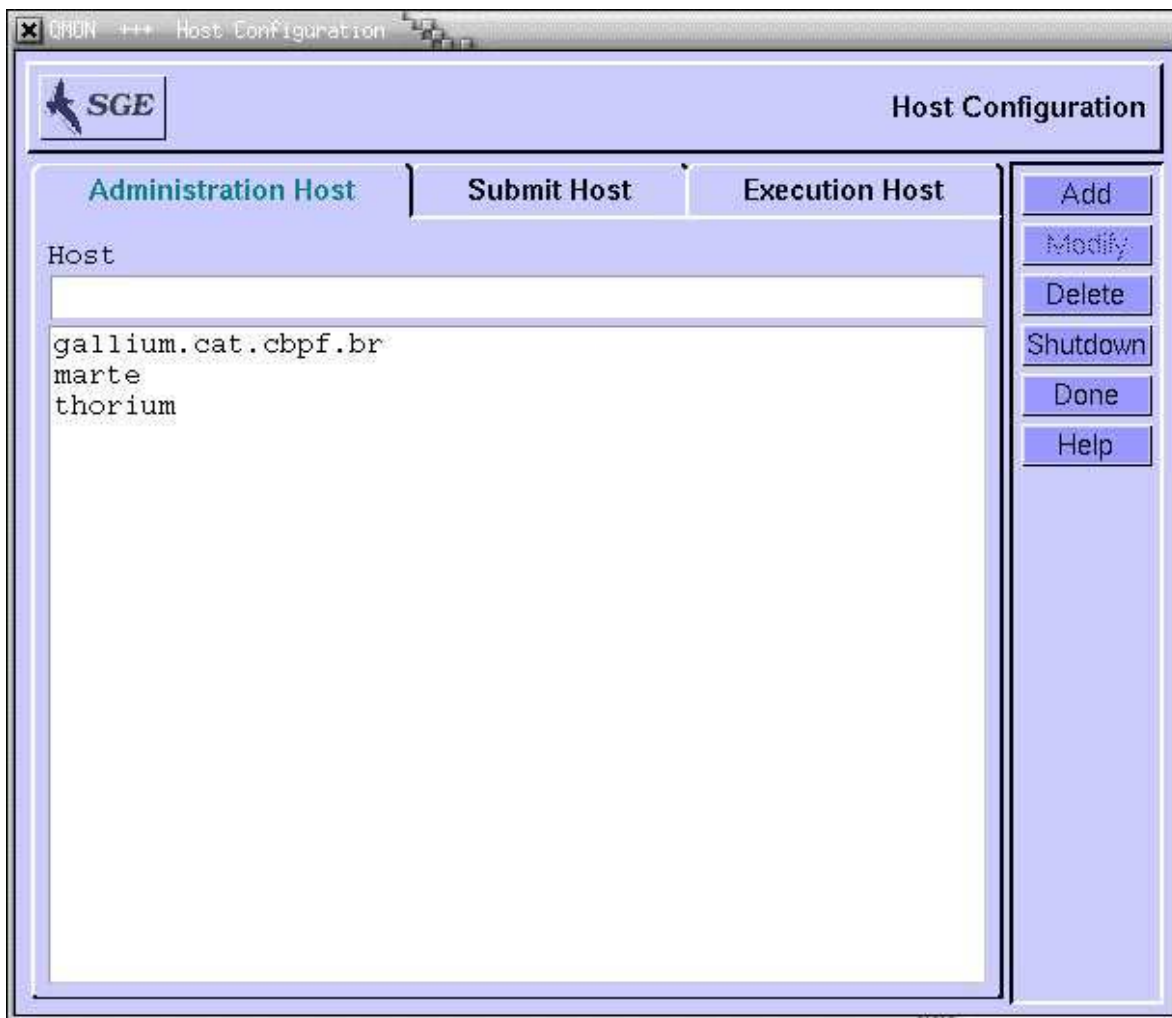 QMON +++ Host Configuration
SGE
Host Configuration
Administration Host
Submit Host
Execution Host
Host
gallium.cat.cbpf.br
marte
thorium
Add
Modify
Delete
Shutdown
Done
Help